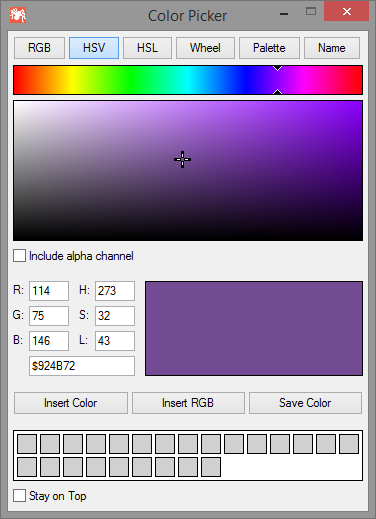 Color Picker
RGB HSV HSL Wheel Palette Name
Include alpha channel
R: 114 H: 273
G: 75 S: 32
B: 146 L: 43
$924B72
Insert Color Insert RGB Save Color
Stay on Top